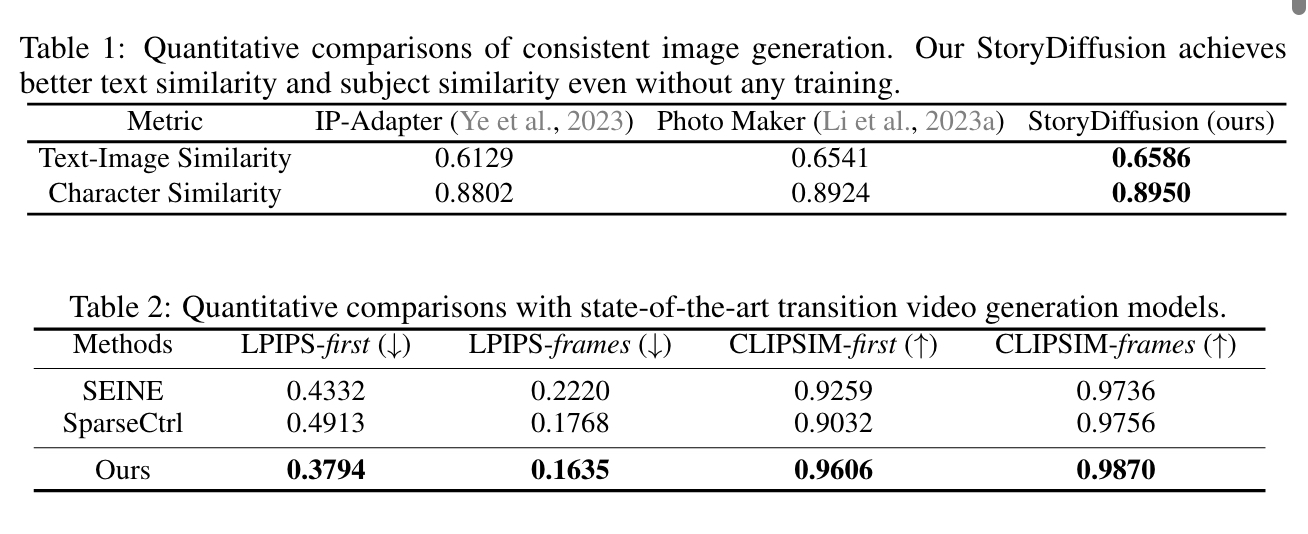 Table 1: Quantitative comparisons of consistent image generation. Our StoryDiffusion achieves
better text similarity and subject similarity even without any training.
Metric IP-Adapter (Ye et al., 2023) Photo Maker (Li et al., 2023a) StoryDiffusion (ours)
Text-Image Similarity 0.6129 0.6541 0.6586
Character Similarity 0.8802 0.8924 0.8950
Table 2: Quantitative comparisons with state-of-the-art transition video generation models.
Methods LPIPS-first (↓) LPIPS-frames (↓) CLIPSIM-first (↑) CLIPSIM-frames (↑)
SEINE 0.4332 0.2220 0.9259 0.9736
SparseCtrl 0.4913 0.1768 0.9032 0.9756
Ours 0.3794 0.1635 0.9606 0.9870